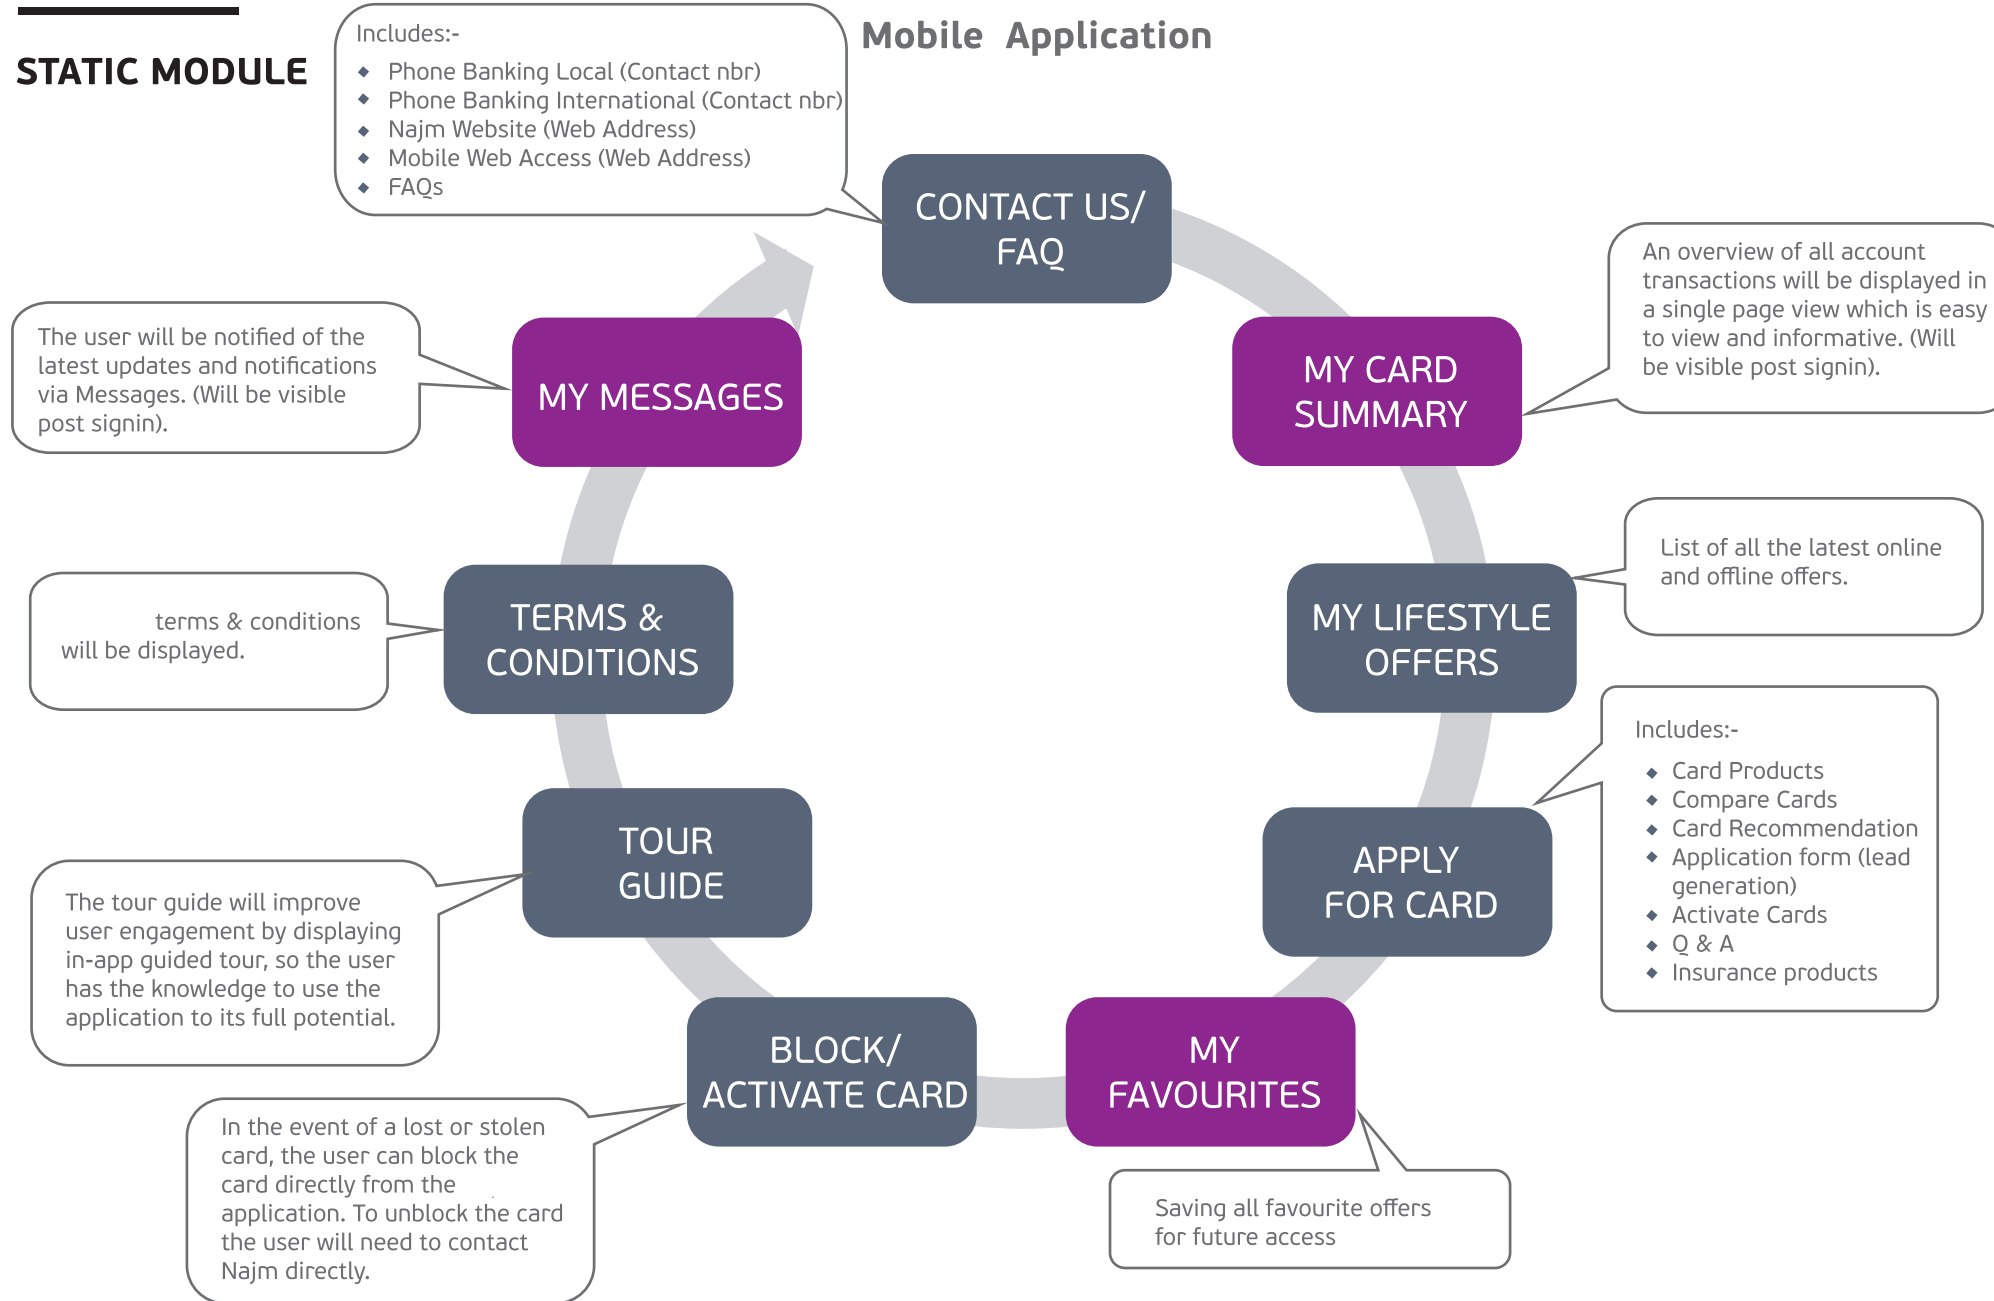 STATIC MODULE
Mobile Application
Includes:-
Phone Banking Local (Contact nbr)
Phone Banking International (Contact nbr)
Najm Website (Web Address)
Mobile Web Access (Web Address)
FAQs
CONTACT US/
FAQ
MY CARD
SUMMARY
An overview of all account
transactions will be displayed in
a single page view which is easy
to view and informative. (Will
be visible post signin).
MY LIFESTYLE
OFFERS
List of all the latest online
and offline offers.
APPLY
FOR CARD
Includes:-
Card Products
Compare Cards
Card Recommendation
Application form (lead
generation)
Activate Cards
Q & A
Insurance products
MY
FAVOURITES
Saving all favourite offers
for future access
BLOCK/
ACTIVATE CARD
In the event of a lost or stolen
card, the user can block the
card directly from the
application. To unblock the card
the user will need to contact
Najm directly.
TOUR
GUIDE
The tour guide will improve
user engagement by displaying
in-app guided tour, so the user
has the knowledge to use the
application to its full potential.
TERMS &
CONDITIONS
terms & conditions
will be displayed.
MY MESSAGES
The user will be notified of the
latest updates and notifications
via Messages. (Will be visible
post signin).